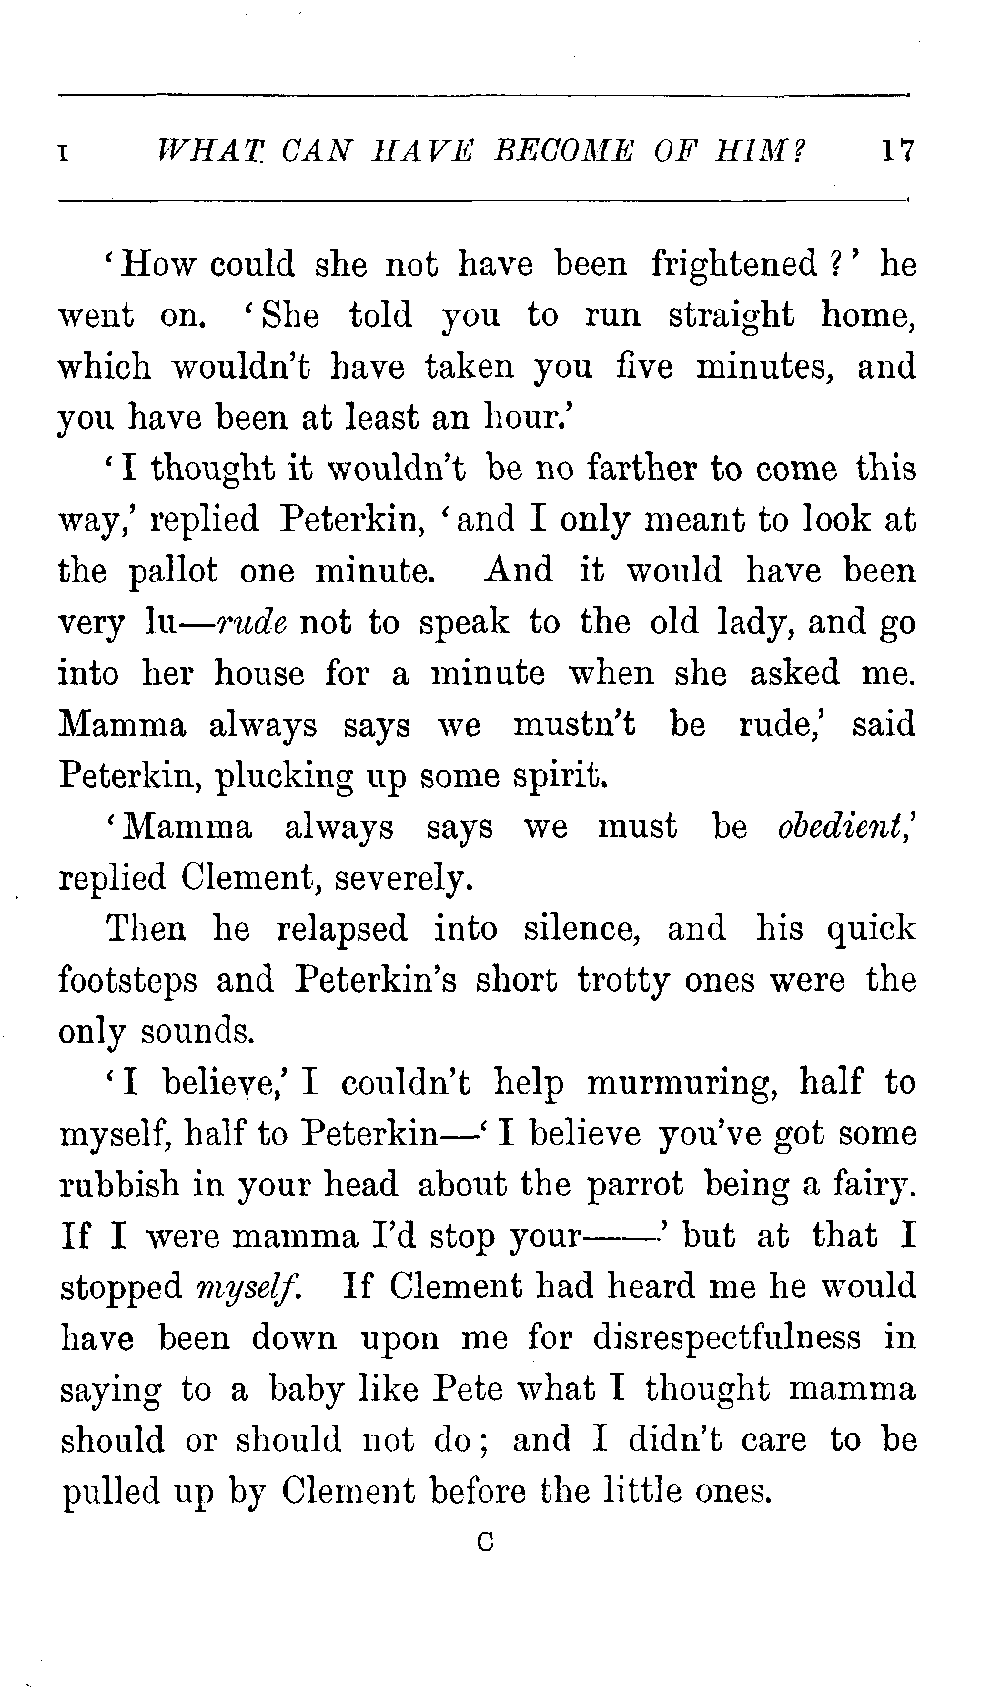 I WHAT CAN HAVE BECOME OF HIM? 17
‘How could she not have been frightened?’ he
went on. ‘She told you to run straight home,
which wouldn’t have taken you five minutes, and
you have been at least an hour.’
‘I thought it wouldn’t be no farther to come this
way,’ replied Peterkin, ‘and I only meant to look at
the pallot one minute. And it would have been
very lu—rude not to speak to the old lady, and go
into her house for a minute when she asked me.
Mamma always says we mustn’t be rude,’ said
Peterkin, plucking up some spirit.
‘Mamma always says we must be obedient,’
replied Clement, severely.
Then he relapsed into silence, and his quick
footsteps and Peterkin’s short trotty ones were the
only sounds.
‘I believe,’ I couldn’t help murmuring, half to
myself, half to Peterkin—‘I believe you’ve got some
rubbish in your head about the parrot being a fairy.
If I were mamma I’d stop your——’ but at that I
stopped myself. If Clement had heard me he would
have been down upon me for disrespectfulness in
saying to a baby like Pete what I thought mamma
should or should not do; and I didn’t care to be
pulled up by Clement before the little ones.
C